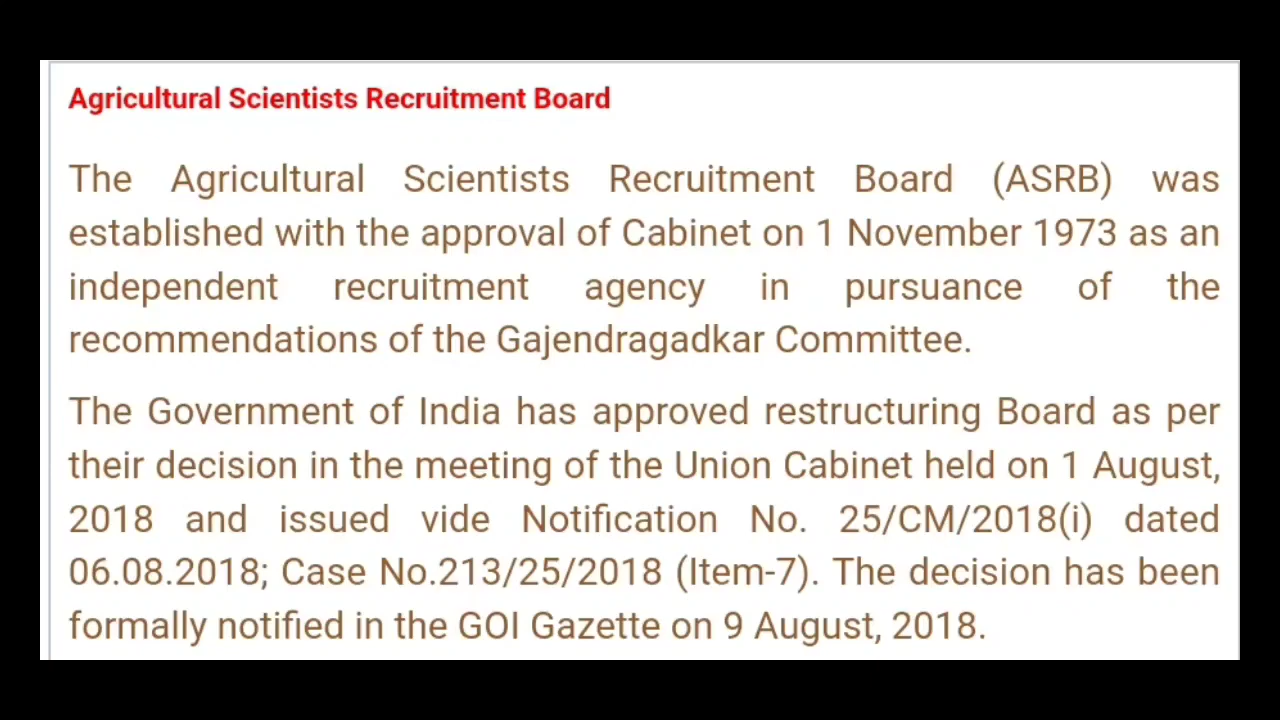 Agricultural Scientists Recruitment Board
The Agricultural Scientists Recruitment Board (ASRB) was
established with the approval of Cabinet on 1 November 1973 as an
independent recruitment agency in pursuance of the
recommendations of the Gajendragadkar Committee.
The Government of India has approved restructuring Board as per
their decision in the meeting of the Union Cabinet held on 1 August,
2018 and issued vide Notification No. 25/CM/2018(i) dated
06.08.2018; Case No.213/25/2018 (Item-7). The decision has been
formally notified in the GOI Gazette on 9 August, 2018.